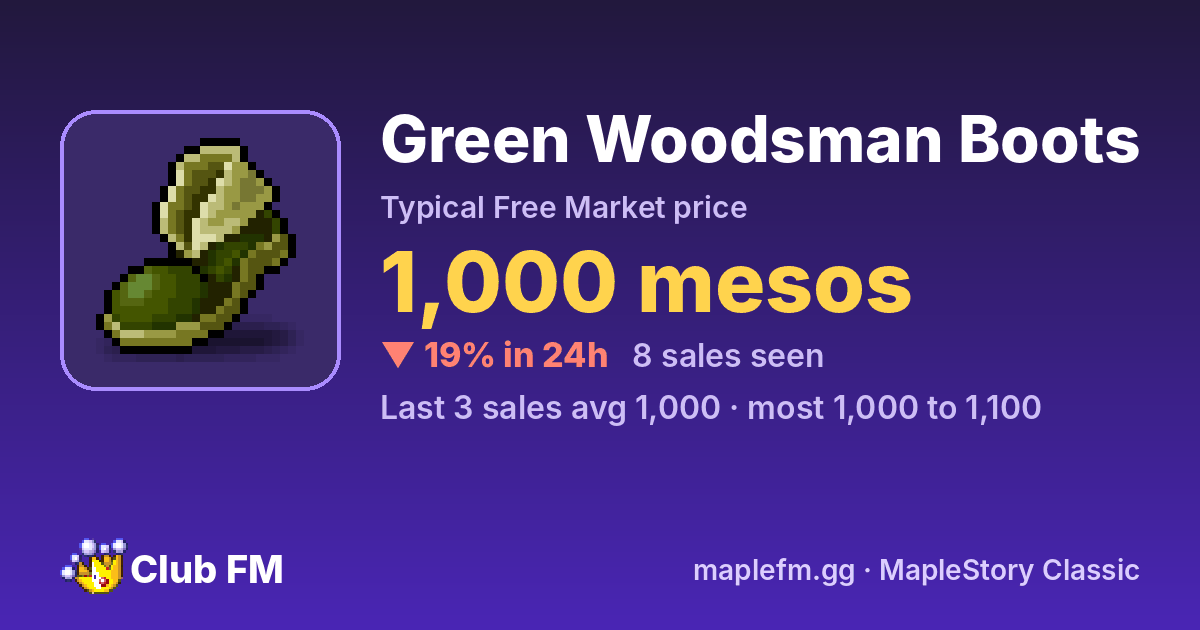 Green Woodsman Boots
Typical Free Market price
1,000 mesos
▼ 19% in 24h 8 sales seen
Last 3 sales avg 1,000 · most 1,000 to 1,100
Club FM
maplefm.gg · MapleStory Classic